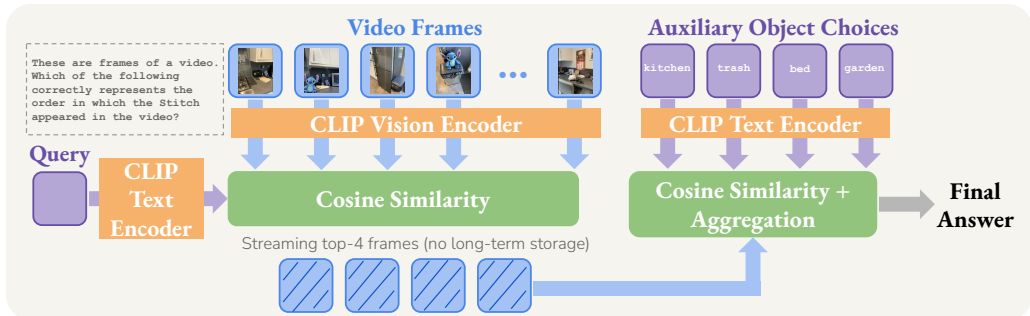 Video Frames
Auxiliary Object Choices
These are frames of a video.
Which of the following
correctly represents the
order in which the Stitch
appeared in the video?
kitchen
trash
bed
garden
CLIP Vision Encoder
CLIP Text Encoder
Query
CLIP
Text
Encoder
Cosine Similarity
Cosine Similarity +
Aggregation
Final
Answer
Streaming top-4 frames (no long-term storage)